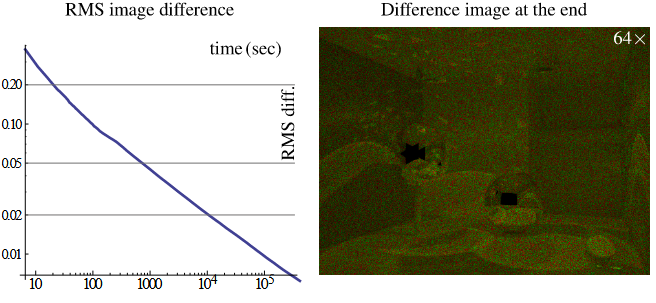 RMS image difference
time (sec)
RMS diff.
0.20
0.10
0.05
0.02
0.01
10 100 1000 10⁴ 10⁵
Difference image at the end
64×